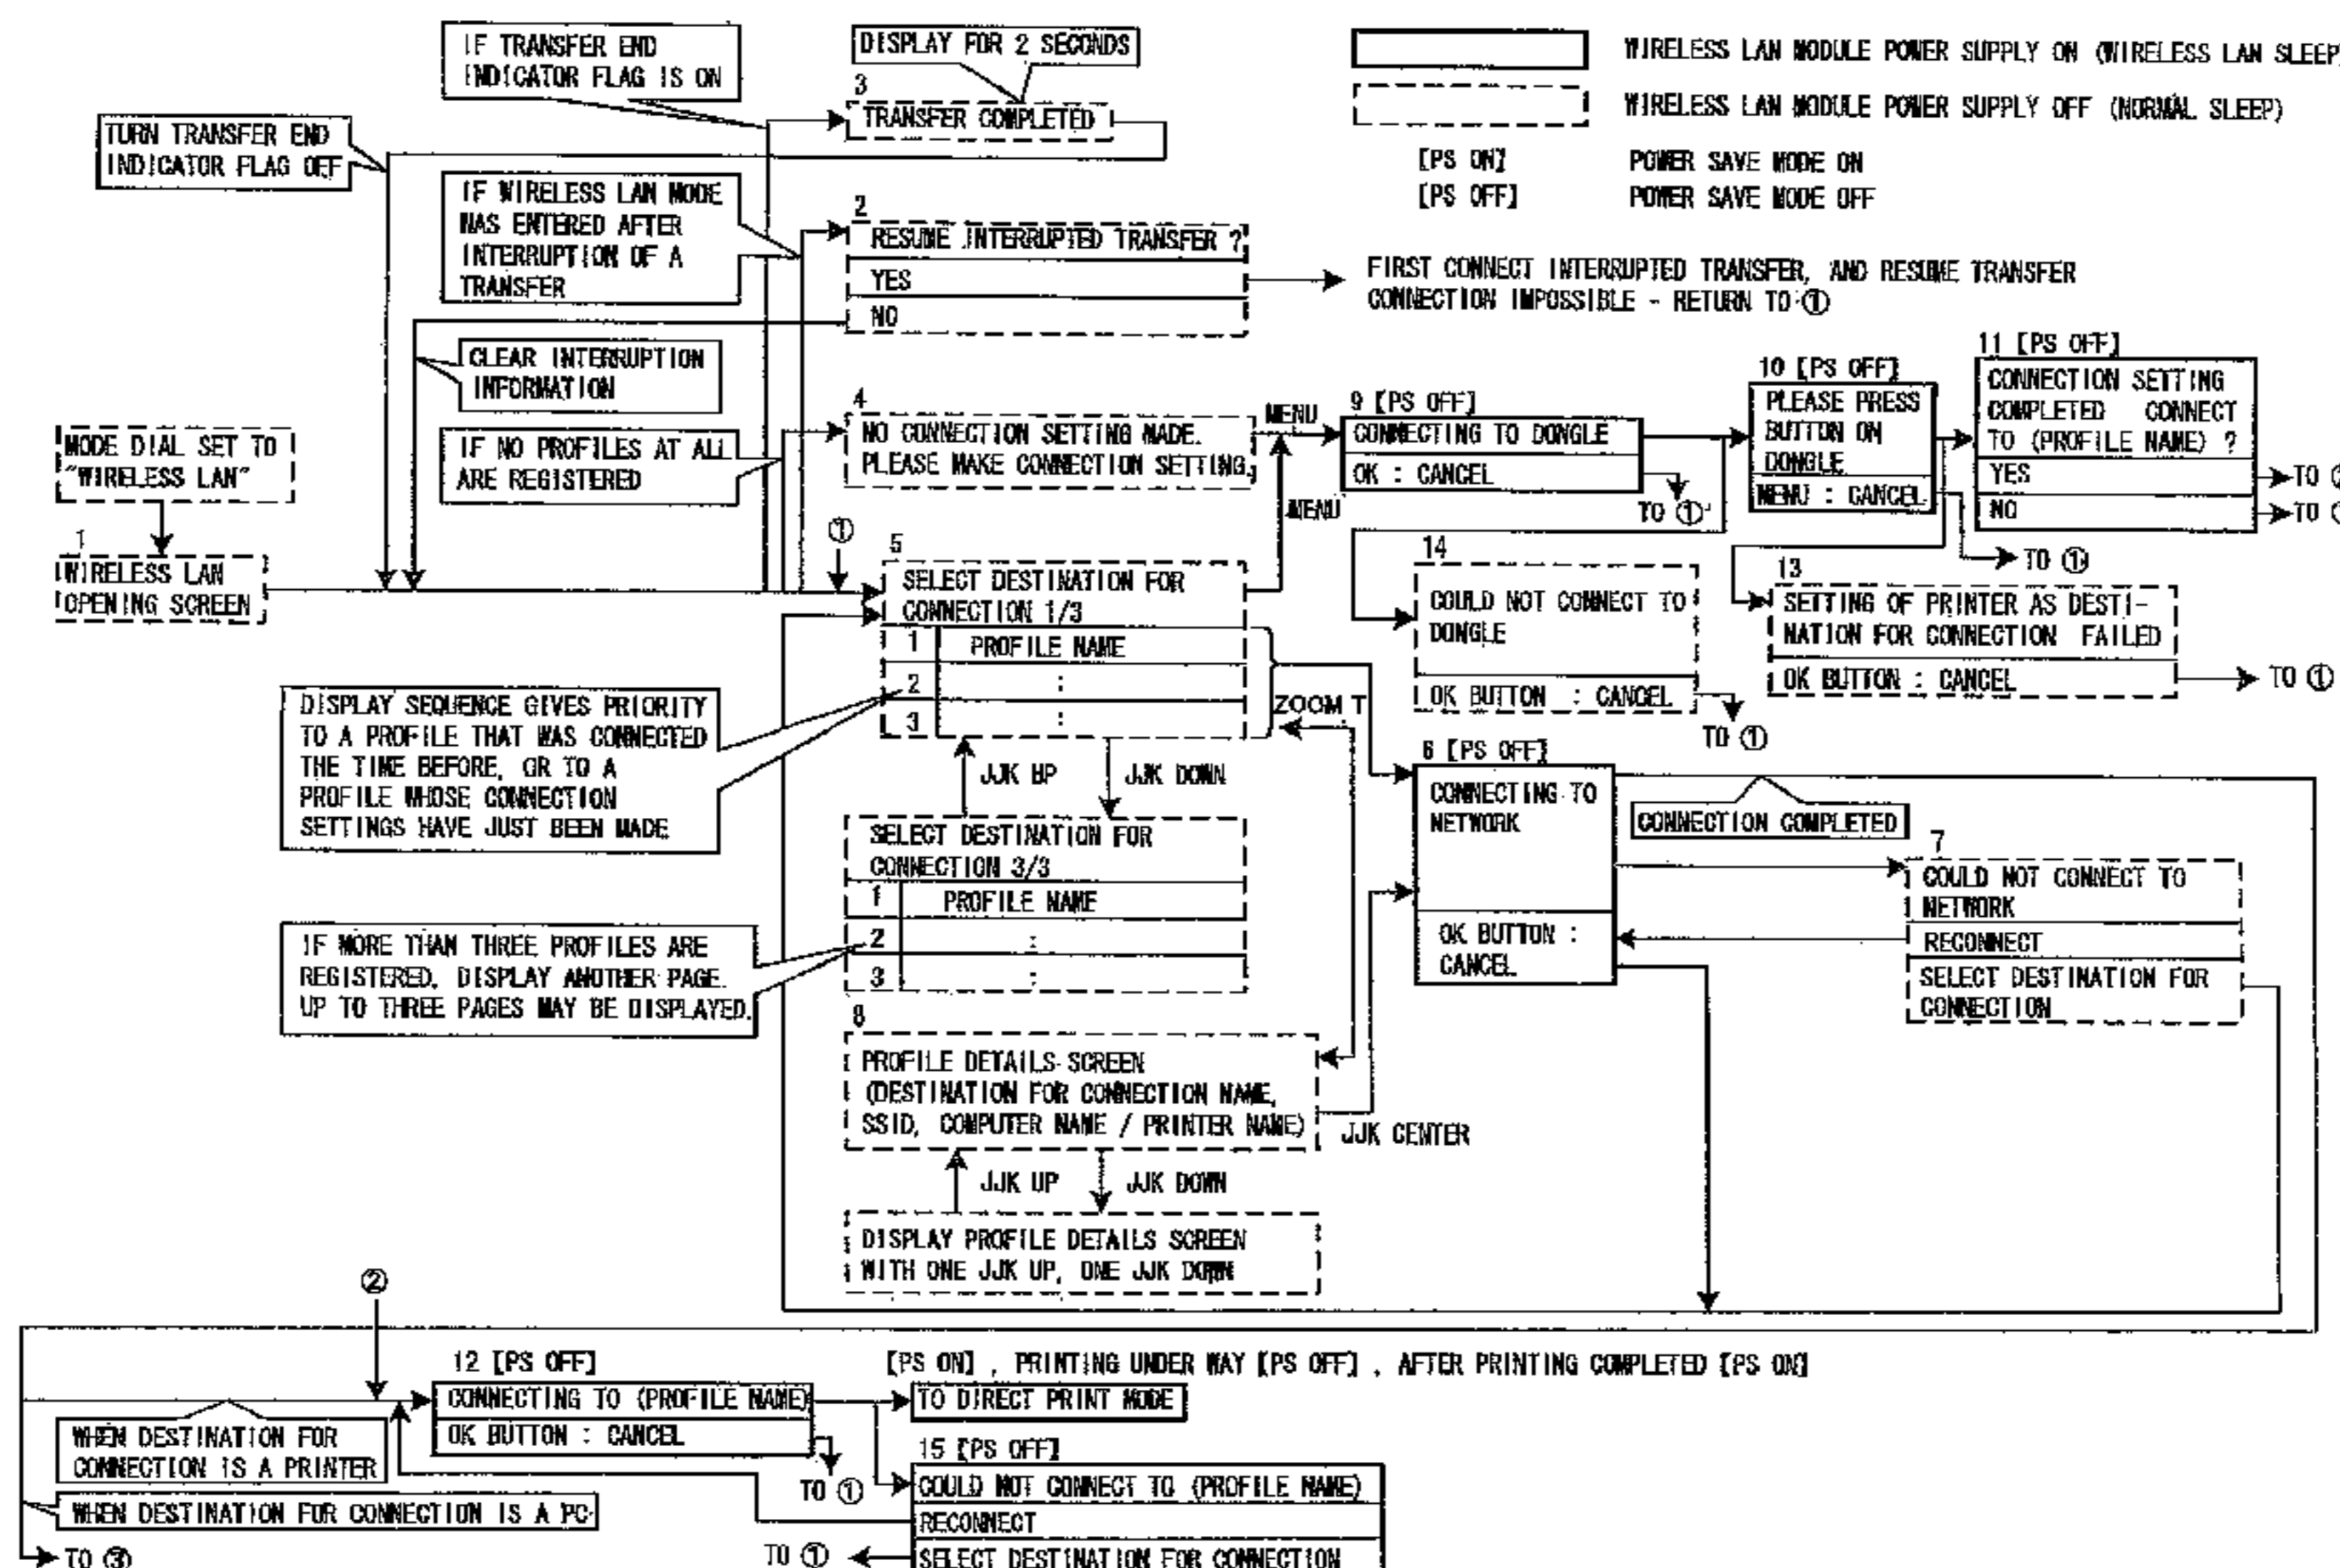 IF TRANSFER END
INDICATOR FLAG IS ON
DISPLAY FOR 2 SECONDS
WIRELESS LAN MODULE POWER SUPPLY ON (WIRELESS LAN SLEEP
WIRELESS LAN MODULE POWER SUPPLY OFF (NORMAL SLEEP)
[PS ON] POWER SAVE MODE ON
[PS OFF] POWER SAVE MODE OFF
3
TRANSFER COMPLETED
TURN TRANSFER END
INDICATOR FLAG OFF
IF WIRELESS LAN MODE
WAS ENTERED AFTER
INTERRUPTION OF A
TRANSFER
2
RESUME INTERRUPTED TRANSFER ?
YES
NO
FIRST CONNECT INTERRUPTED TRANSFER, AND RESUME TRANSFER
CONNECTION IMPOSSIBLE - RETURN TO ①
CLEAR INTERRUPTION
INFORMATION
MODE DIAL SET TO
"WIRELESS LAN"
IF NO PROFILES AT ALL
ARE REGISTERED
4
NO CONNECTION SETTING MADE.
PLEASE MAKE CONNECTION SETTING.
MENU
MENU
9 [PS OFF]
CONNECTING TO DONGLE
OK : CANCEL
TO ①
10 [PS OFF]
PLEASE PRESS
BUTTON ON
DONGLE
MENU : CANCEL
TO ①
11 [PS OFF]
CONNECTION SETTING
COMPLETED CONNECT
TO (PROFILE NAME) ?
YES
TO
NO
TO
1
WIRELESS LAN
OPENING SCREEN
①
5
SELECT DESTINATION FOR
CONNECTION 1/3
1 PROFILE NAME
2 :
3 :
ZOOM T
14
COULD NOT CONNECT TO
DONGLE
OK BUTTON : CANCEL
TO ①
13
SETTING OF PRINTER AS DESTI-
NATION FOR CONNECTION FAILED
OK BUTTON : CANCEL
TO ①
DISPLAY SEQUENCE GIVES PRIORITY
TO A PROFILE THAT WAS CONNECTED
THE TIME BEFORE, OR TO A
PROFILE WHOSE CONNECTION
SETTINGS HAVE JUST BEEN MADE
JJK UP JJK DOWN
SELECT DESTINATION FOR
CONNECTION 3/3
1 PROFILE NAME
2 :
3 :
IF MORE THAN THREE PROFILES ARE
REGISTERED, DISPLAY ANOTHER PAGE.
UP TO THREE PAGES MAY BE DISPLAYED.
6 [PS OFF]
CONNECTING TO
NETWORK
OK BUTTON :
CANCEL
CONNECTION COMPLETED
7
COULD NOT CONNECT TO
NETWORK
RECONNECT
SELECT DESTINATION FOR
CONNECTION
8
PROFILE DETAILS SCREEN
(DESTINATION FOR CONNECTION NAME,
SSID, COMPUTER NAME / PRINTER NAME)
JJK CENTER
JJK UP JJK DOWN
DISPLAY PROFILE DETAILS SCREEN
WITH ONE JJK UP, ONE JJK DOWN
②
12 [PS OFF]
CONNECTING TO (PROFILE NAME)
OK BUTTON : CANCEL
TO ①
[PS ON] , PRINTING UNDER WAY [PS OFF] , AFTER PRINTING COMPLETED [PS ON]
TO DIRECT PRINT MODE
WHEN DESTINATION FOR
CONNECTION IS A PRINTER
WHEN DESTINATION FOR CONNECTION IS A PC
TO ③
15 [PS OFF]
COULD NOT CONNECT TO (PROFILE NAME)
RECONNECT
SELECT DESTINATION FOR CONNECTION
TO ①